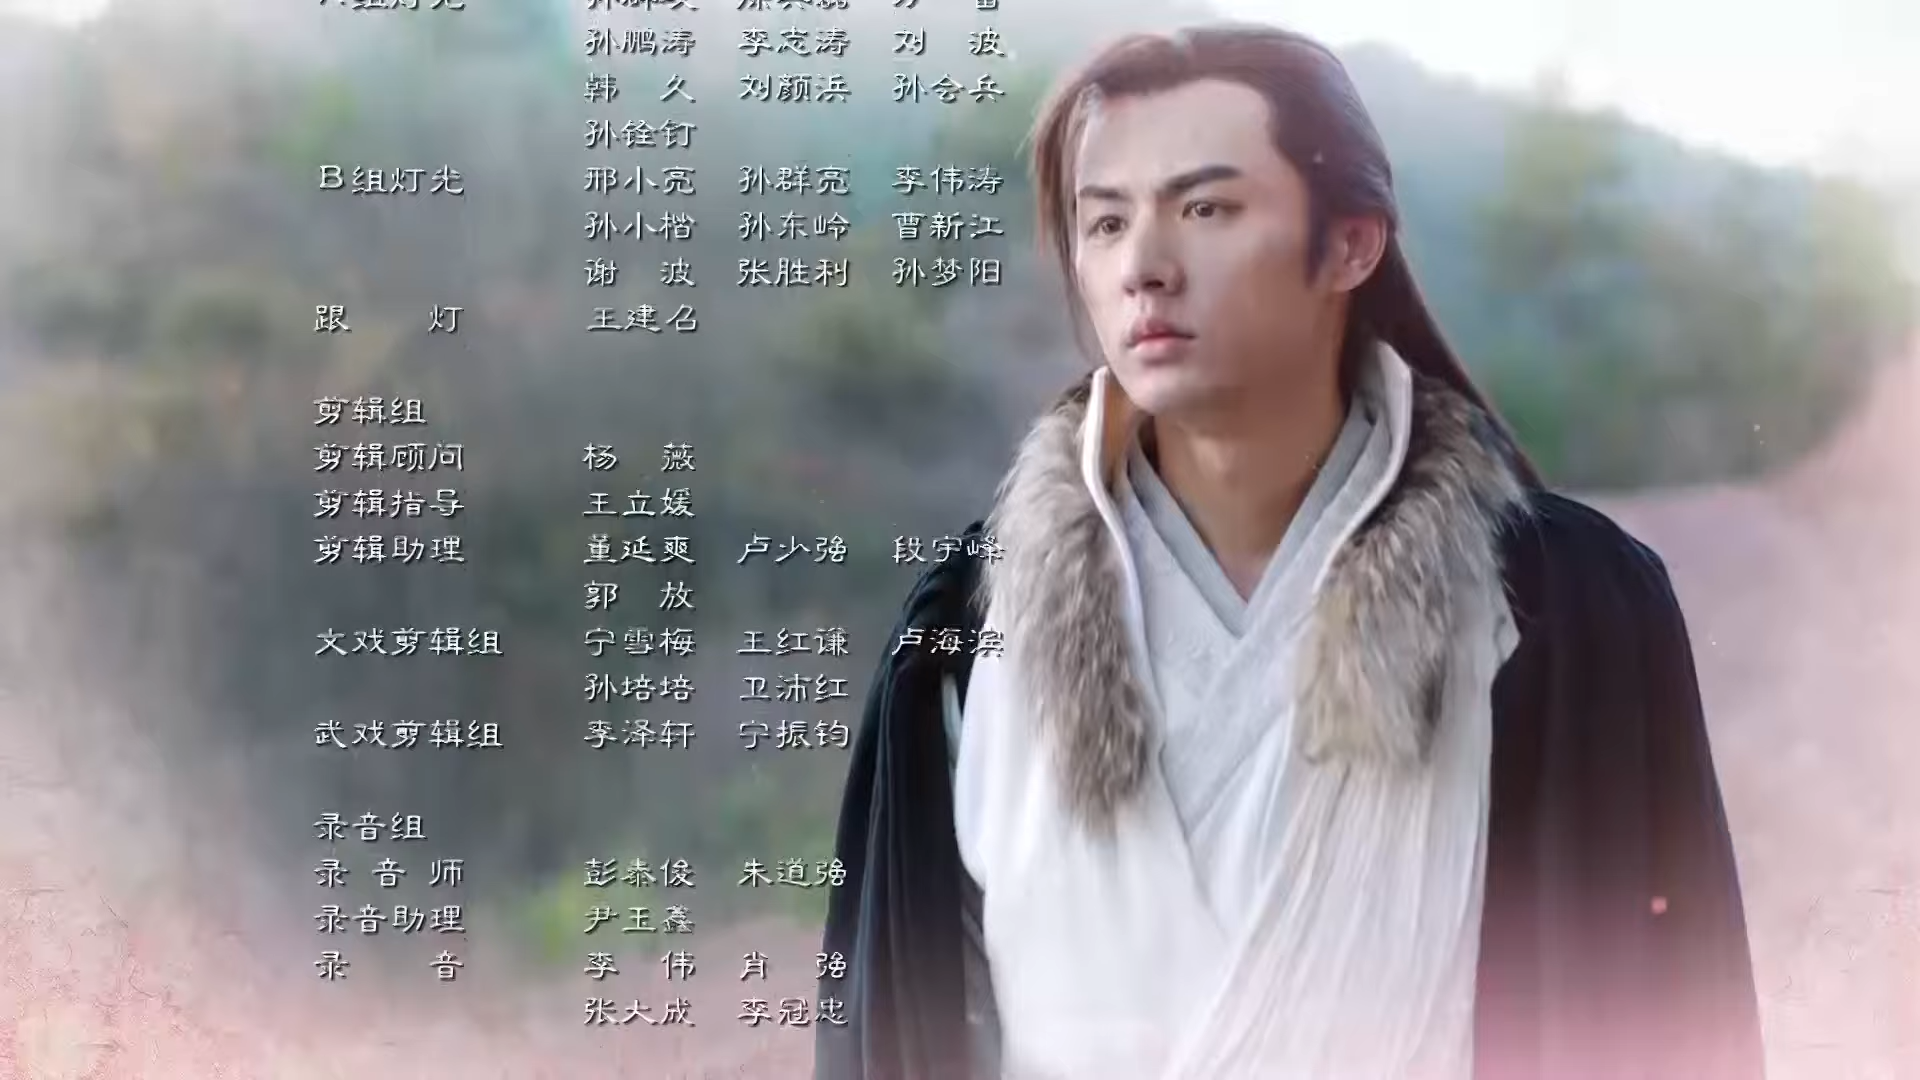 A组灯光
孙鹏涛 李志涛 刘 波
韩 久 刘颜滨 孙会兵
孙铨钉
B组灯光 邢小亮 孙群亮 李伟涛
孙小楷 孙东岭 曹新江
谢 波 张胜利 孙梦阳
跟 灯 王建召
剪辑组
剪辑顾问 杨 薇
剪辑指导 王立媛
剪辑助理 董延爽 卢少强 段宇峰
郭 放
文戏剪辑组 宁雪梅 王红谦 卢海滨
孙培培 卫沛红
武戏剪辑组 李泽轩 宁振钧
录音组
录 音 师 彭泰俊 朱道强
录音助理 尹玉鑫
录 音 李 伟 肖 强
张大成 李冠忠